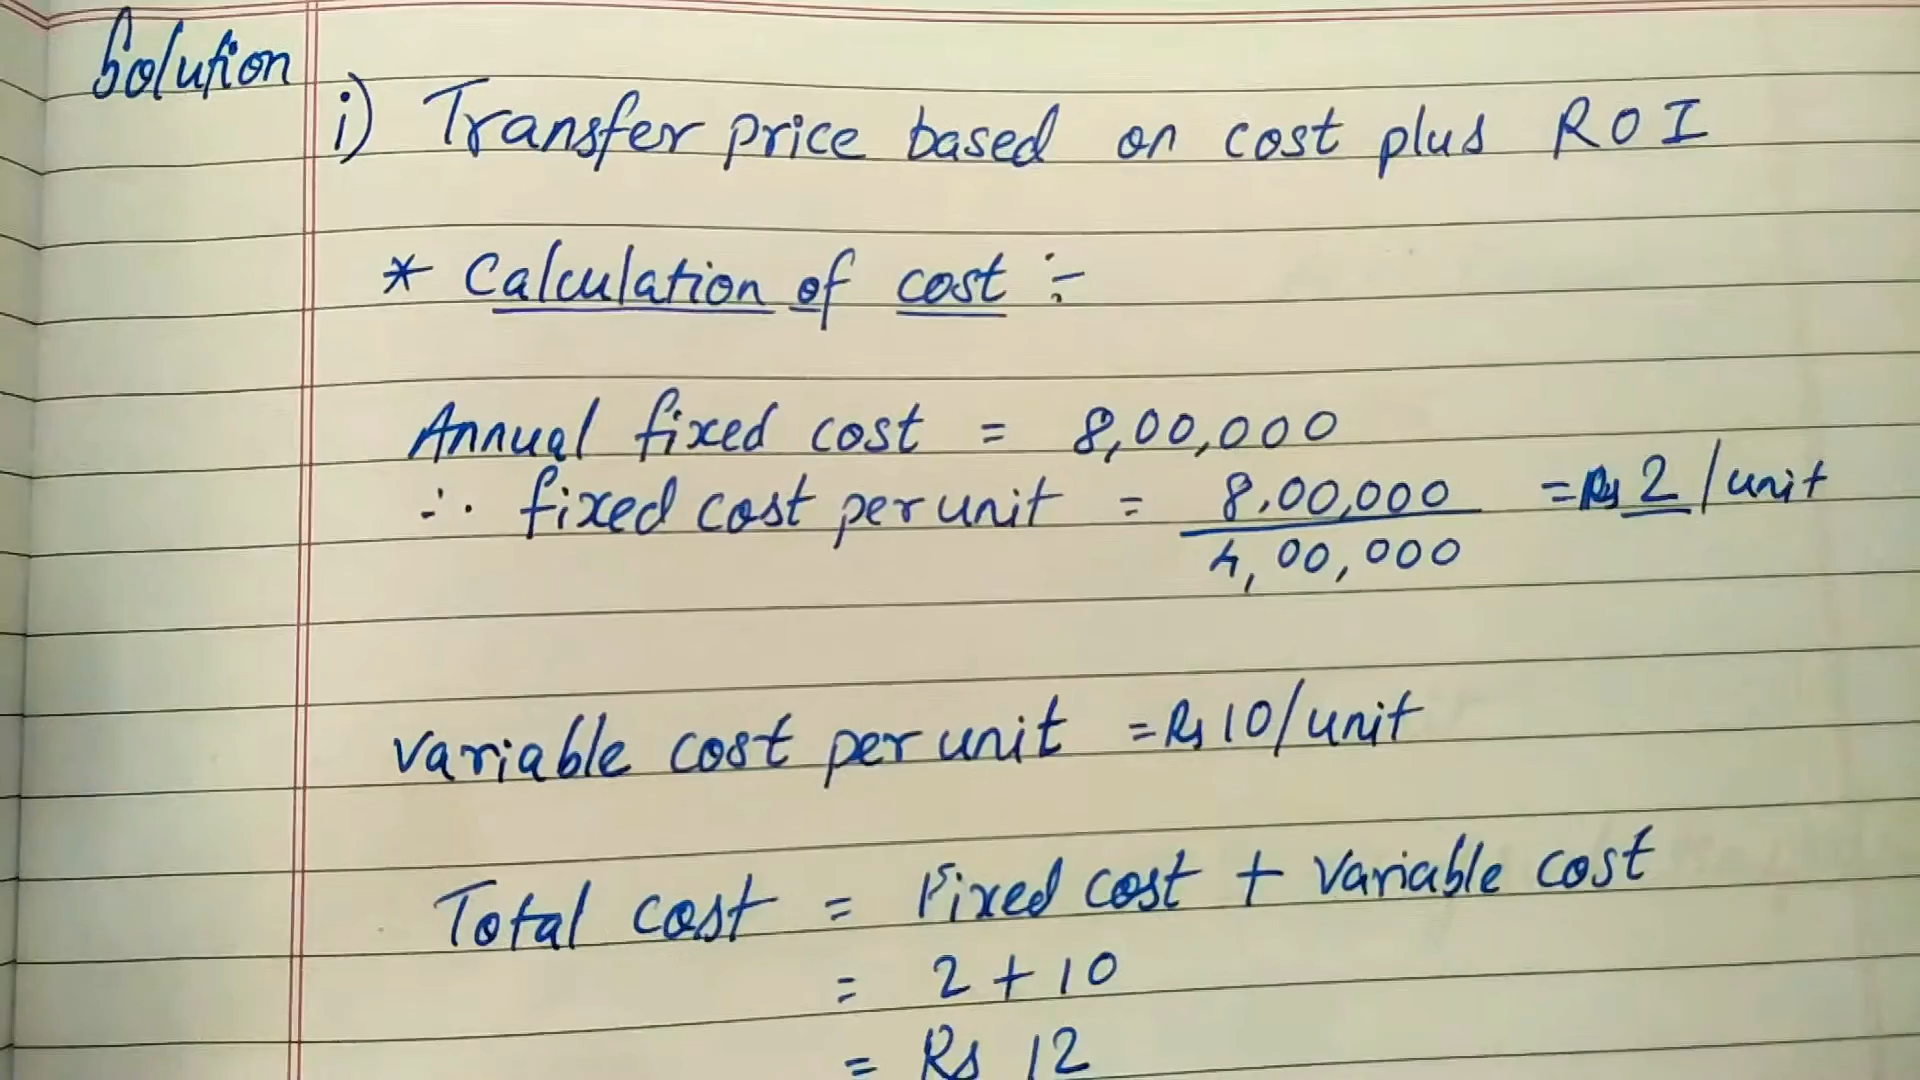 Solution
i) Transfer price based on cost plus ROI
* Calculation of cost :-
Annual fixed cost = 8,00,000
∴ fixed cost per unit = 8,00,000 / 4,00,000 = Rs 2 / unit
variable cost per unit = Rs 10/unit
Total cost = Fixed cost + Variable cost
= 2 + 10
= Rs 12